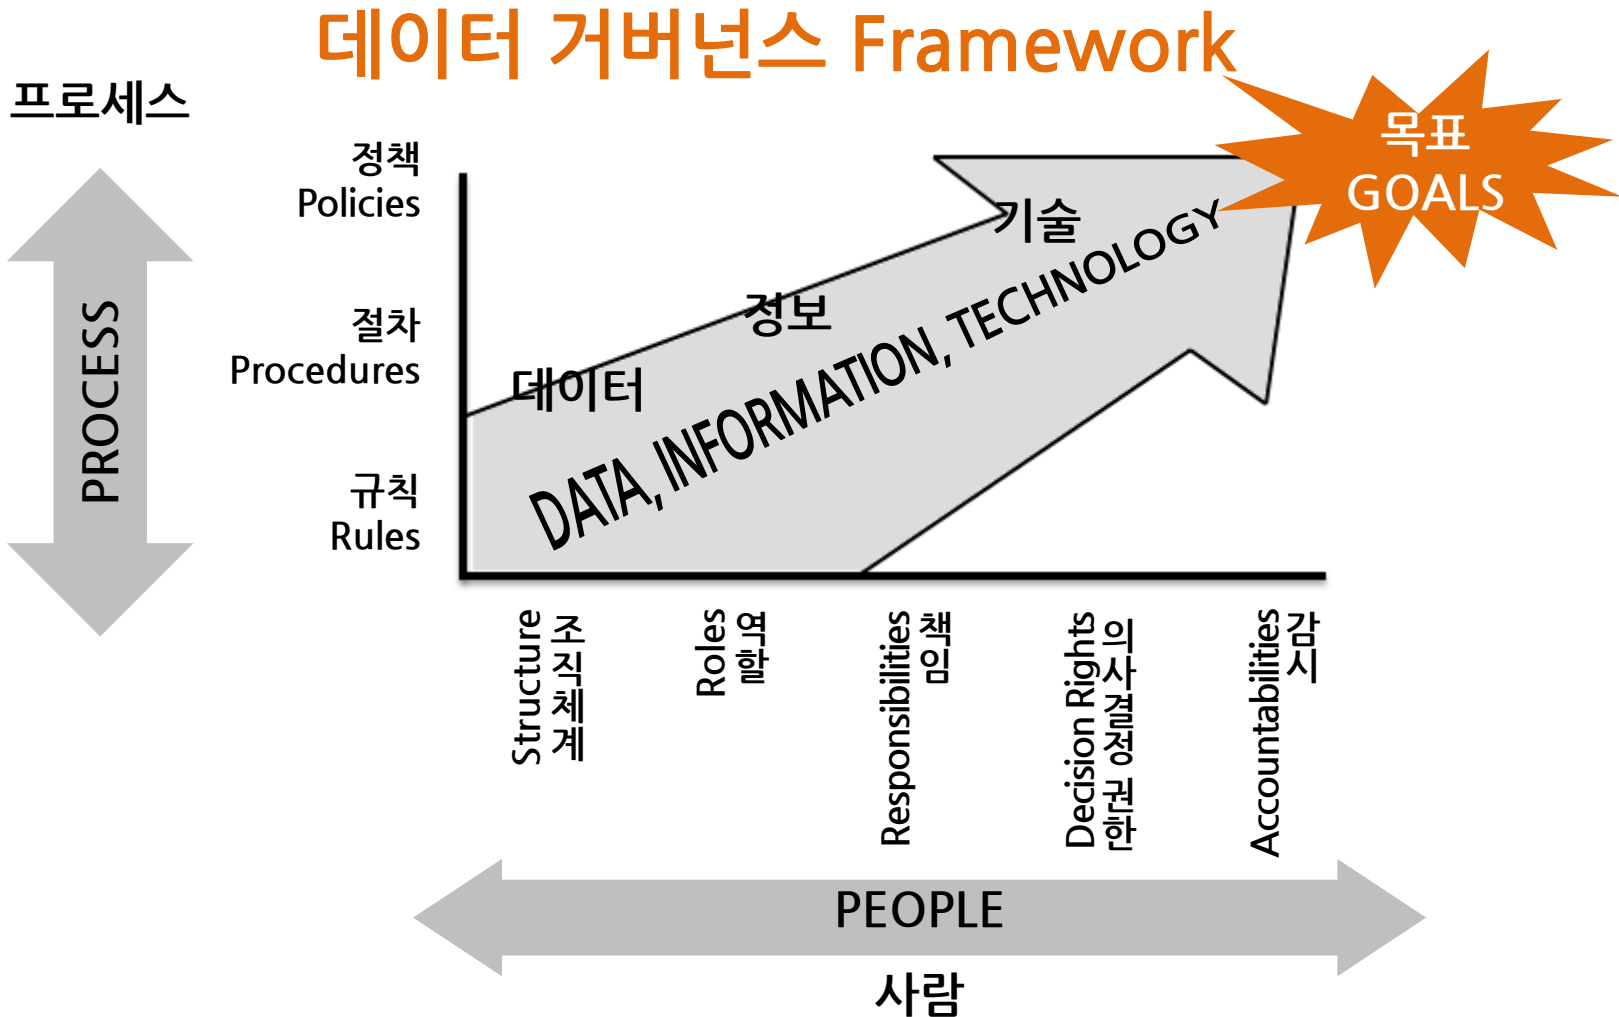 데이터 거버넌스 Framework
프로세스
PROCESS
정책
Policies
절차
Procedures
규칙
Rules
목표
GOALS
기술
정보
데이터
DATA, INFORMATION, TECHNOLOGY
Structure
조직체계
Roles
역할
Responsibilities
책임
Decision Rights
의사결정 권한
Accountabilities
감시
PEOPLE
사람